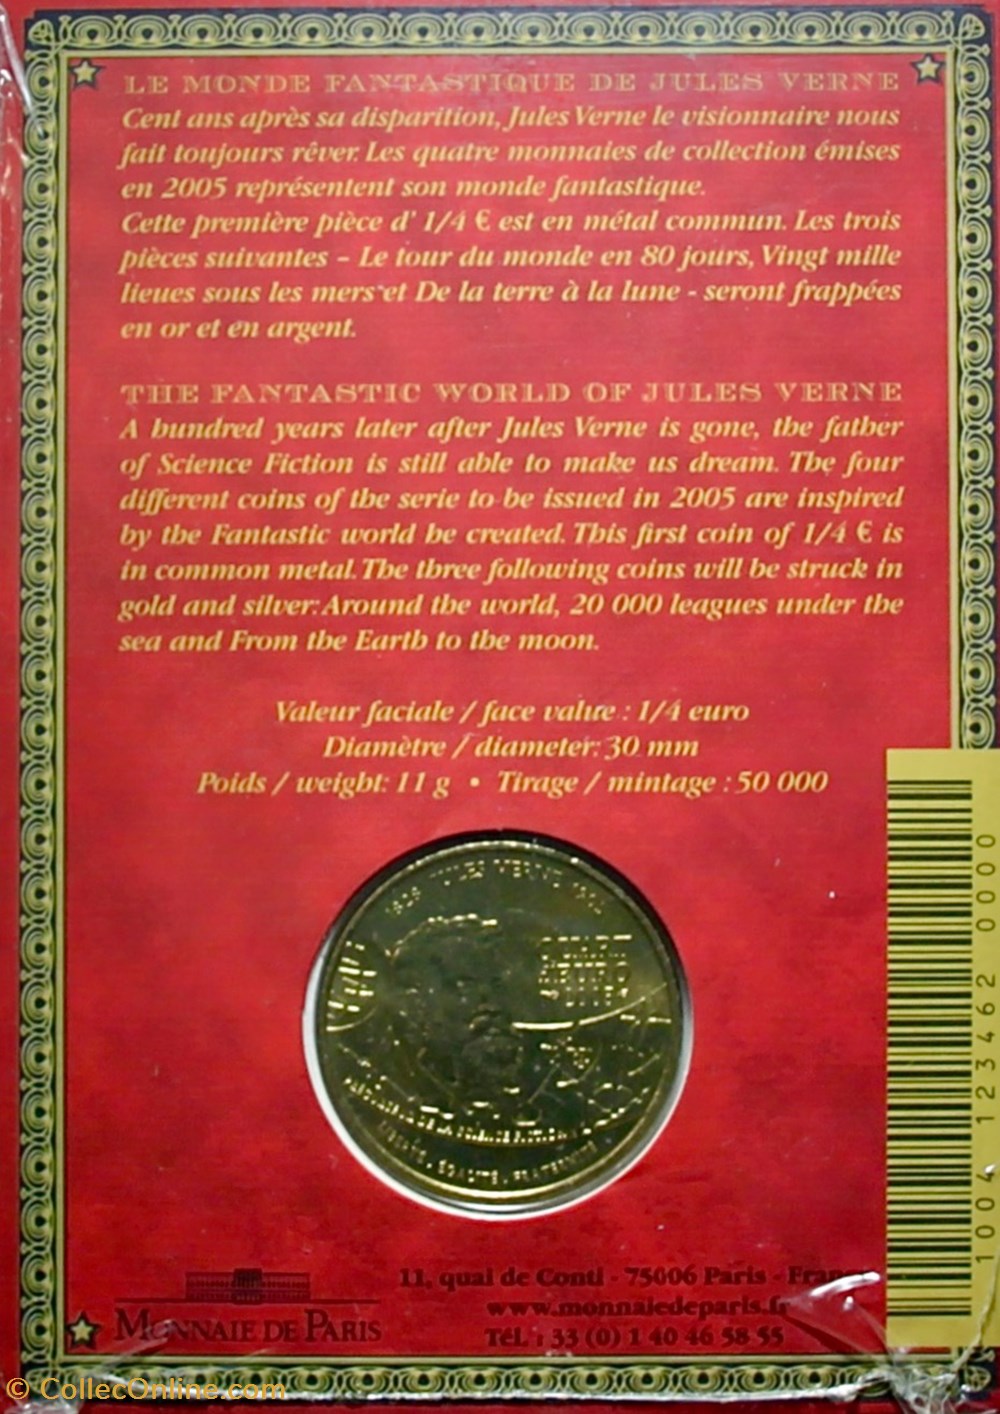 LE MONDE FANTASTIQUE DE JULES VERNE
Cent ans après sa disparition, Jules Verne le visionnaire nous
fait toujours rêver. Les quatre monnaies de collection émises
en 2005 représentent son monde fantastique.
Cette première pièce d' 1/4 € est en métal commun. Les trois
pièces suivantes – Le tour du monde en 80 jours, Vingt mille
lieues sous les mers et De la terre à la lune - seront frappées
en or et en argent.
THE FANTASTIC WORLD OF JULES VERNE
A hundred years later after Jules Verne is gone, the father
of Science Fiction is still able to make us dream. The four
different coins of the serie to be issued in 2005 are inspired
by the Fantastic world he created. This first coin of 1/4 € is
in common metal. The three following coins will be struck in
gold and silver: Around the world, 20 000 leagues under the
sea and From the Earth to the moon.
Valeur faciale / face value : 1/4 euro
Diamètre / diameter: 30 mm
Poids / weight: 11 g • Tirage / mintage : 50 000
JULES VERNE
QUART
D'EURO
2005
DE LA SCIENCE FICTION
LIBERTÉ . ÉGALITÉ . FRATERNITÉ
1004 123462 0000
MONNAIE DE PARIS
11, quai de Conti - 75006 Paris - France
www.monnaiedeparis.fr
Tél. : 33 (0) 1 40 46 58 55
© CollecOnline.com